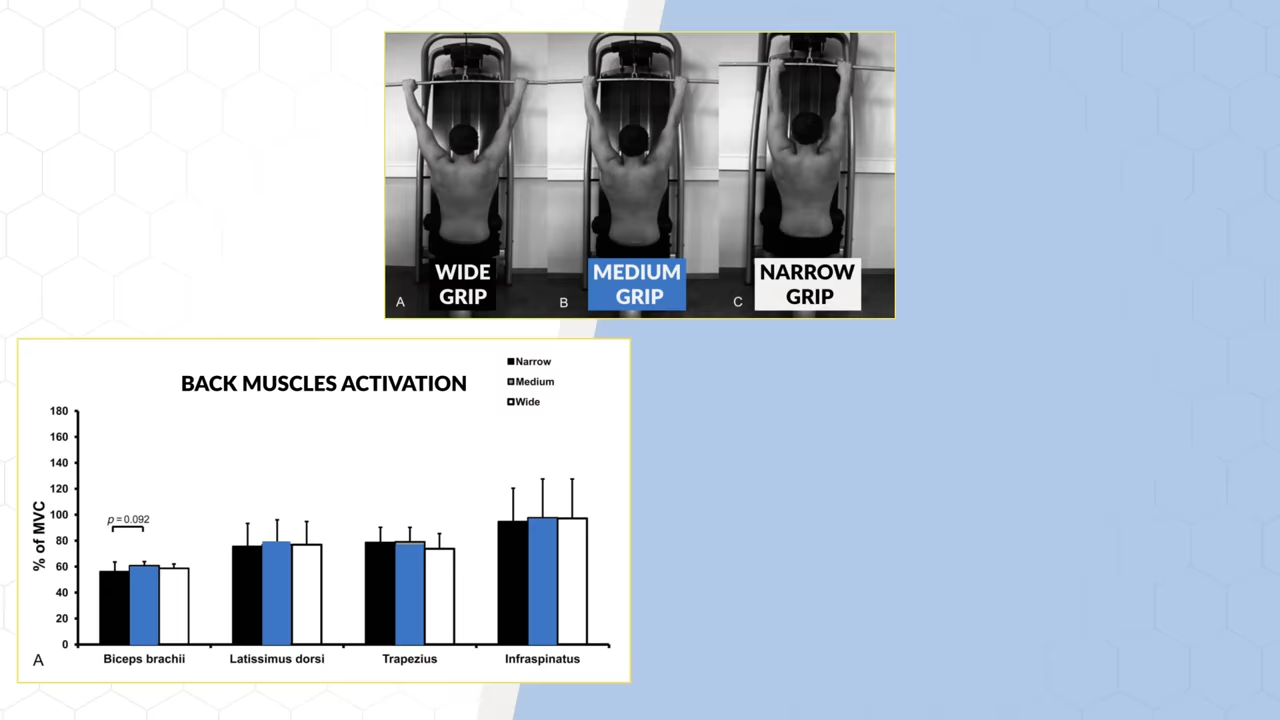 WIDE
GRIP
MEDIUM
GRIP
NARROW
GRIP
A
B
C
BACK MUSCLES ACTIVATION
Narrow
Medium
Wide
% of MVC
180
160
140
120
100
80
60
40
20
0
p = 0.092
Biceps brachii
Latissimus dorsi
Trapezius
Infraspinatus
A